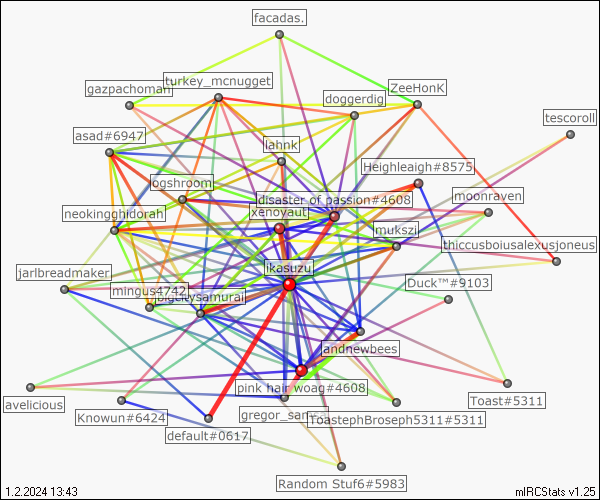 facadas.
turkey_mcnugget
gazpachoman
ZeeHonK
doggerdig
tescoroll
asad#6947
lahnk
Heighleaigh#8575
ogshroom
disaster of passion#4608
moonraven
neokingghidorah
xenoyaut
mukszi
thiccusboiusalexusjoneus
jarlbreadmaker
ikasuzu
Duck™#9103
mingus4742
bigcitysamurai
andnewbees
pink hair woag#4608
avelicious
Knowun#6424
gregor_samsa
ToastephBroseph5311#5311
Toast#5311
default#0617
Random Stuf6#5983
1.2.2024 13:43
mIRCStats v1.25